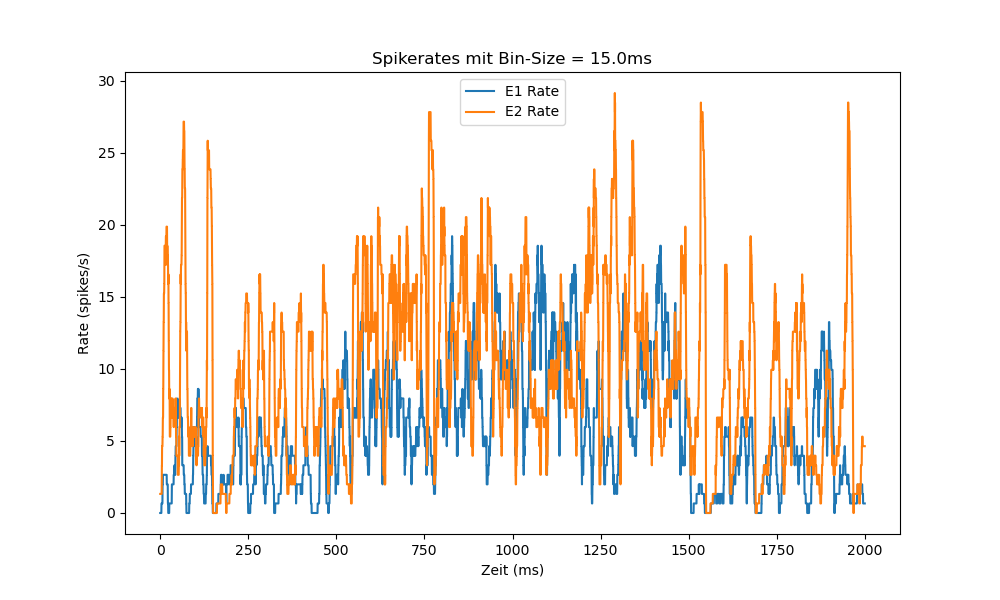 Spikerates mit Bin-Size = 15.0ms
E1 Rate
E2 Rate
Rate (spikes/s)
30
25
20
15
10
5
0
0 250 500 750 1000 1250 1500 1750 2000
Zeit (ms)